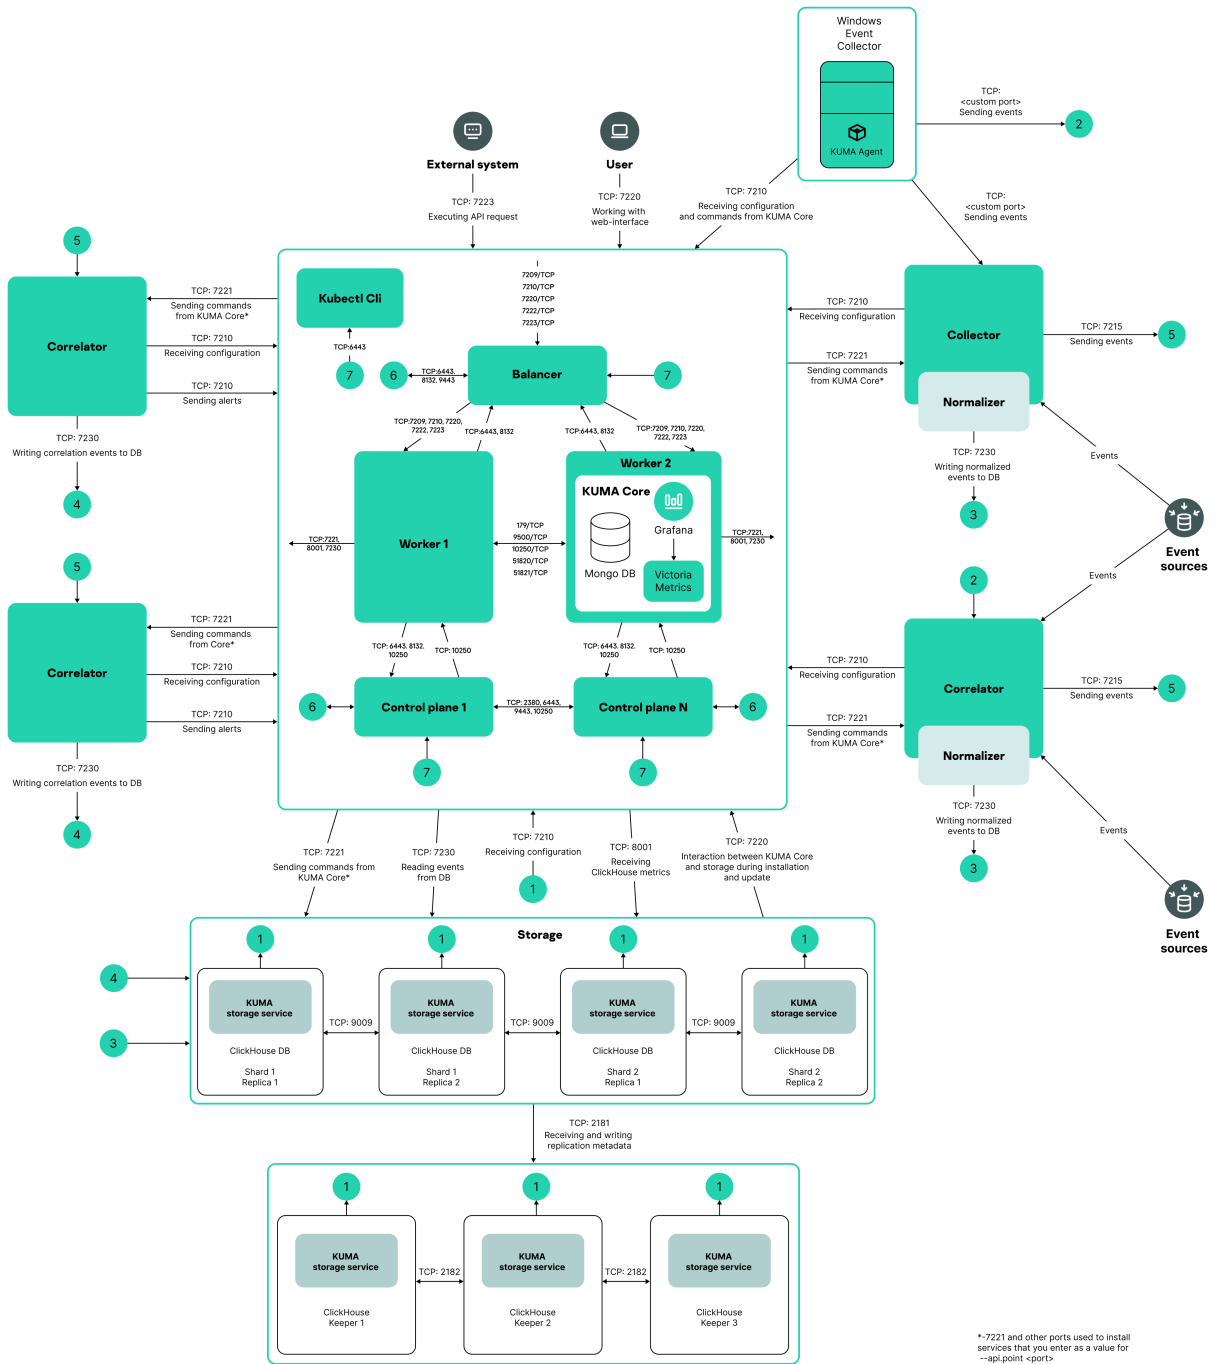 Windows
Event
Collector
KUMA Agent
TCP:
<custom port>
Sending events
2
External system
User
TCP: 7223
Executing API request
TCP: 7220
Working with
web-interface
TCP: 7210
Receiving configuration
and commands from KUMA Core
TCP:
<custom port>
Sending events
5
Correlator
TCP: 7221
Sending commands
from KUMA Core*
TCP: 7210
Receiving configuration
TCP: 7210
Sending alerts
TCP: 7230
Writing correlation events to DB
4
Kubectl Cli
TCP:6443
7
7209/TCP
7210/TCP
7220/TCP
7222/TCP
7223/TCP
6
TCP:6443,
8132, 9443
Balancer
7
TCP:7209, 7210, 7220,
7222, 7223
TCP:6443, 8132
TCP:6443, 8132
TCP:7209, 7210, 7220,
7222, 7223
Worker 1
TCP:7221,
8001, 7230
179/TCP
9500/TCP
10250/TCP
51820/TCP
51821/TCP
Worker 2
KUMA Core
Grafana
Mongo DB
Victoria
Metrics
TCP:7221,
8001, 7230
TCP: 6443, 8132,
10250
TCP: 10250
TCP: 6443, 8132,
10250
TCP: 10250
6
Control plane 1
TCP: 2380, 6443,
9443, 10250
Control plane N
6
7
7
TCP: 7210
Receiving configuration
TCP: 7221
Sending commands
from KUMA Core*
Collector
Normalizer
TCP: 7215
Sending events
5
TCP: 7230
Writing normalized
events to DB
3
Events
Event
sources
Events
5
Correlator
TCP: 7221
Sending commands
from Core*
TCP: 7210
Receiving configuration
TCP: 7210
Sending alerts
TCP: 7230
Writing correlation events to DB
4
2
TCP: 7210
Receiving configuration
TCP: 7221
Sending commands
from KUMA Core*
Correlator
Normalizer
TCP: 7215
Sending events
5
TCP: 7230
Writing normalized
events to DB
3
Events
Event
sources
TCP: 7221
Sending commands from
KUMA Core*
TCP: 7230
Reading events
from DB
TCP: 7210
Receiving configuration
1
TCP: 8001
Receiving
ClickHouse metrics
TCP: 7220
Interaction between KUMA Core
and storage during installation
and update
Storage
4
3
1
KUMA
storage service
ClickHouse DB
Shard 1
Replica 1
TCP: 9009
1
KUMA
storage service
ClickHouse DB
Shard 1
Replica 2
TCP: 9009
1
KUMA
storage service
ClickHouse DB
Shard 2
Replica 1
TCP: 9009
1
KUMA
storage service
ClickHouse DB
Shard 2
Replica 2
TCP: 2181
Receiving and writing
replication metadata
1
KUMA
storage service
ClickHouse
Keeper 1
TCP: 2182
1
KUMA
storage service
ClickHouse
Keeper 2
TCP: 2182
1
KUMA
storage service
ClickHouse
Keeper 3
*-7221 and other ports used to install
services that you enter as a value for
--api.point <port>